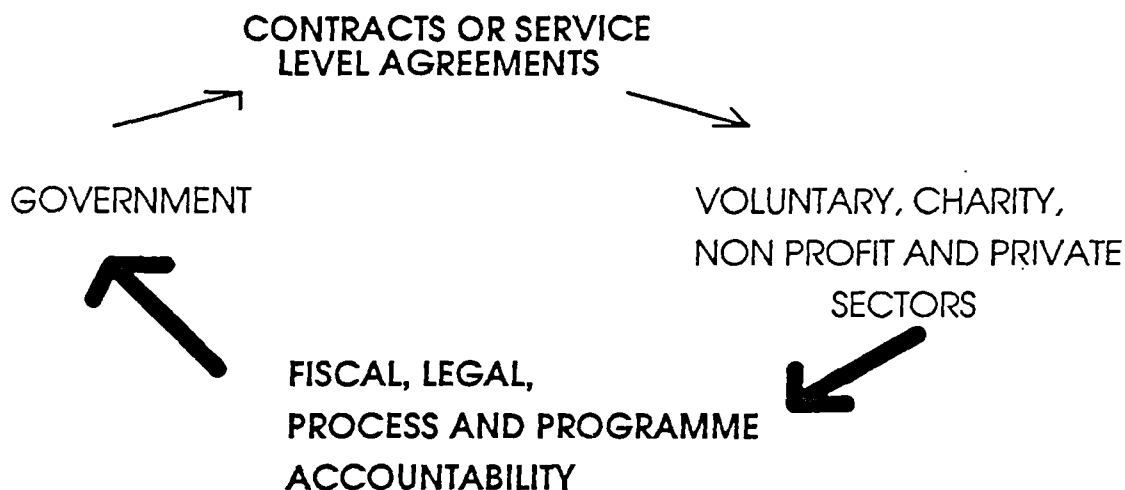 CONTRACTS OR SERVICE
LEVEL AGREEMENTS
GOVERNMENT
VOLUNTARY, CHARITY,
NON PROFIT AND PRIVATE
SECTORS
FISCAL, LEGAL,
PROCESS AND PROGRAMME
ACCOUNTABILITY